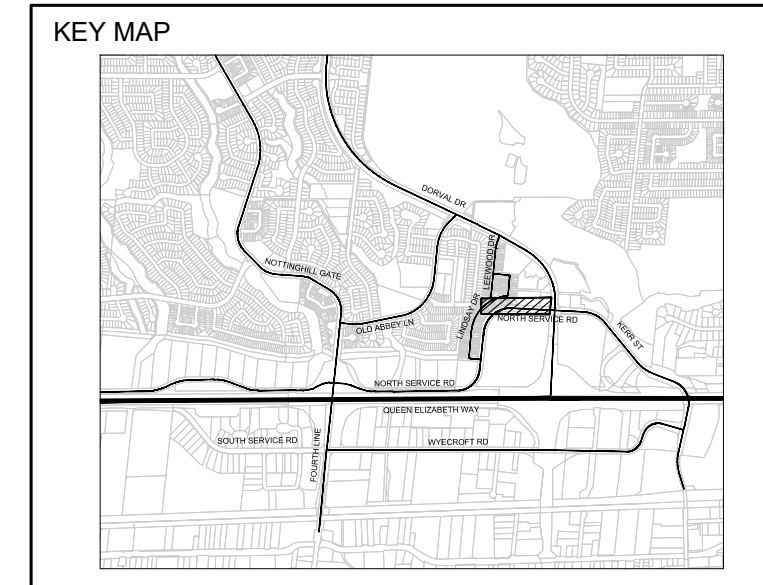 KEY MAP
DORVAL DR
NOTTINGHILL GATE
LEEWOOD DR
LINDSAY DR
OLD ABBEY LN
NORTH SERVICE RD
KERR ST
NORTH SERVICE RD
QUEEN ELIZABETH WAY
SOUTH SERVICE RD
FOURTH LINE
WYECROFT RD